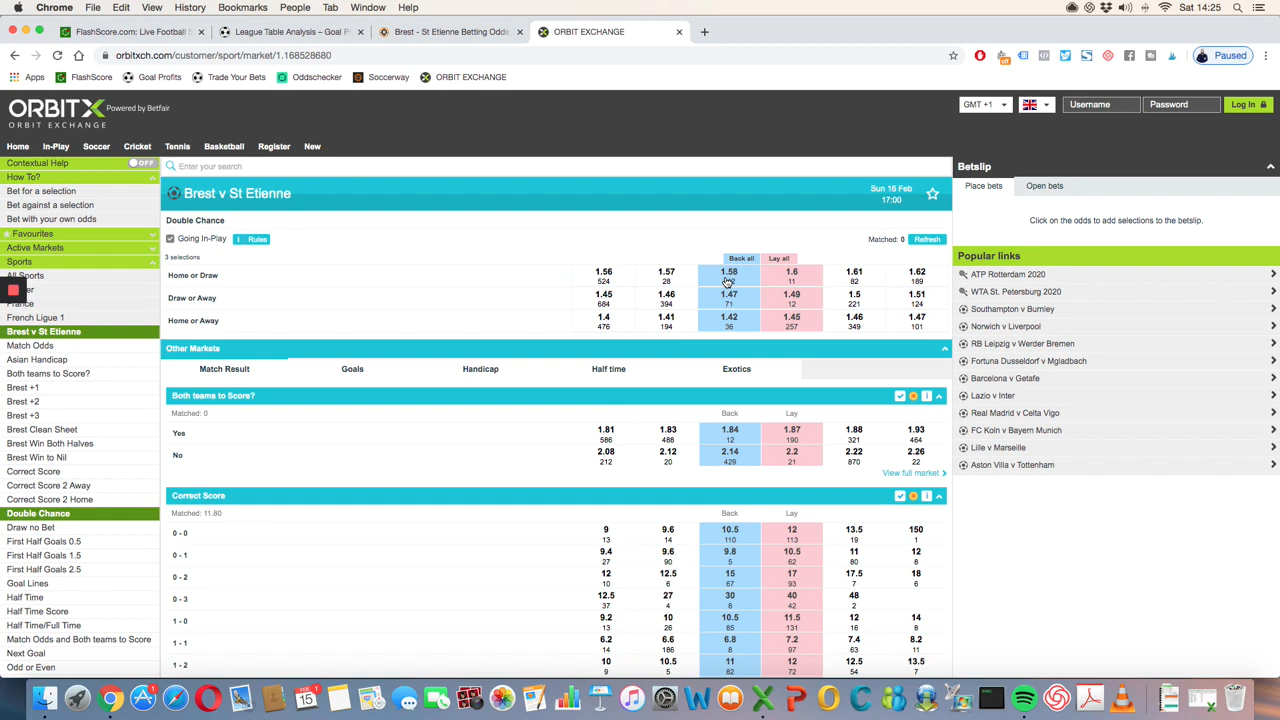 Chrome File Edit View History Bookmarks People Tab Window Help Sat 14:25
FlashScore.com: Live Football S League Table Analysis – Goal P Brest - St Etienne Betting Odds ORBIT EXCHANGE
orbitxch.com/customer/sport/market/1.168528680 Paused
Apps FlashScore Goal Profits Trade Your Bets Oddschecker Soccerway ORBIT EXCHANGE
ORBITX Powered by Betfair
ORBIT EXCHANGE
GMT +1 Username Password Log In
Home In-Play Soccer Cricket Tennis Basketball Register New
Contextual Help OFF
How To?
Bet for a selection
Bet against a selection
Bet with your own odds
Favourites
Active Markets
Sports
All Sports
France
French Ligue 1
Brest v St Etienne
Match Odds
Asian Handicap
Both teams to Score?
Brest +1
Brest +2
Brest +3
Brest Clean Sheet
Brest Win Both Halves
Brest Win to Nil
Correct Score
Correct Score 2 Away
Correct Score 2 Home
Double Chance
Draw no Bet
First Half Goals 0.5
First Half Goals 1.5
First Half Goals 2.5
Goal Lines
Half Time
Half Time Score
Half Time/Full Time
Match Odds and Both teams to Score
Next Goal
Odd or Even
Enter your search
Brest v St Etienne Sun 16 Feb
17:00
Double Chance
Going In-Play i Rules Matched: 0 Refresh
3 selections Back all Lay all
Home or Draw 1.56 1.57 1.58 1.6 1.61 1.62
524 28 11 82 189
Draw or Away 1.45 1.46 1.47 1.49 1.5 1.51
684 394 71 12 221 124
Home or Away 1.4 1.41 1.42 1.45 1.46 1.47
476 194 36 257 349 101
Other Markets
Match Result Goals Handicap Half time Exotics
Both teams to Score?
Matched: 0 Back Lay
Yes 1.81 1.83 1.84 1.87 1.88 1.93
586 488 12 190 321 464
No 2.08 2.12 2.14 2.2 2.22 2.26
212 20 429 21 870 22
View full market
Correct Score
Matched: 11.80 Back Lay
0 - 0 9 9.6 10.5 12 13.5 150
13 14 110 113 19 1
0 - 1 9.4 9.6 9.8 10.5 11 12
27 90 5 62 80 8
0 - 2 12 12.5 15 17 17.5 18
10 6 67 93 7 6
0 - 3 12.5 27 30 40 48
37 4 8 42 2
1 - 0 9.2 10 10.5 11.5 12 14
13 26 85 131 16 8
1 - 1 6.2 6.6 6.8 7.2 7.4 8.2
14 186 8 97 63 11
1 - 2 10 10.5 11 12 12.5 13.5
9 5 82 72 54 7
Betslip
Place bets Open bets
Click on the odds to add selections to the betslip.
Popular links
ATP Rotterdam 2020
WTA St. Petersburg 2020
Southampton v Burnley
Norwich v Liverpool
RB Leipzig v Werder Bremen
Fortuna Dusseldorf v Mgladbach
Barcelona v Getafe
Lazio v Inter
Real Madrid v Celta Vigo
FC Koln v Bayern Munich
Lille v Marseille
Aston Villa v Tottenham